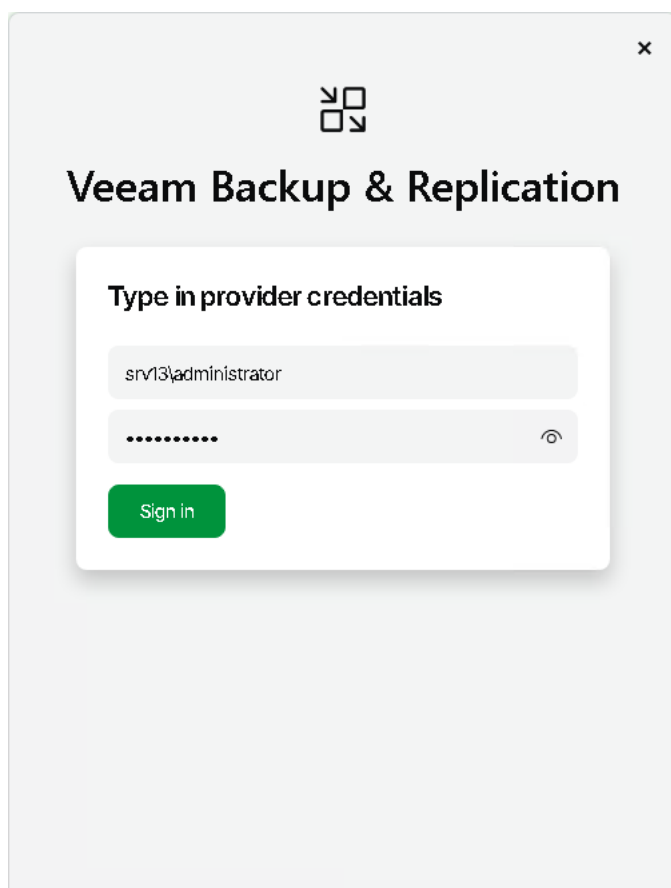 Veeam Backup & Replication
Type in provider credentials
srv13\administrator
••••••••••
Sign in